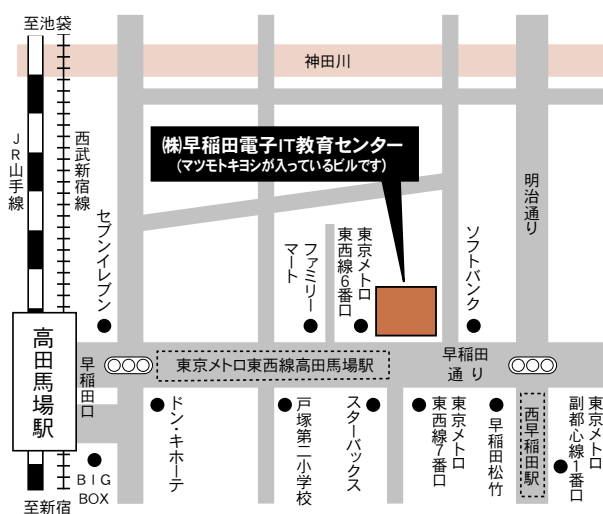 至池袋
神田川
JR山手線
西武新宿線
㈱早稲田電子IT教育センター
(マツモトキヨシが入っているビルです)
明治通り
セブンイレブン
ファミリー
マート
東京メトロ
東西線6番口
ソフトバンク
高田馬場駅
早稲田口
東京メトロ東西線高田馬場駅
早稲田
通り
ドン・キホーテ
戸塚第二小学校
スターバックス
東京メトロ
東西線7番口
早稲田松竹
西早稲田駅
東京メトロ
副都心線1番口
BIG
BOX
至新宿